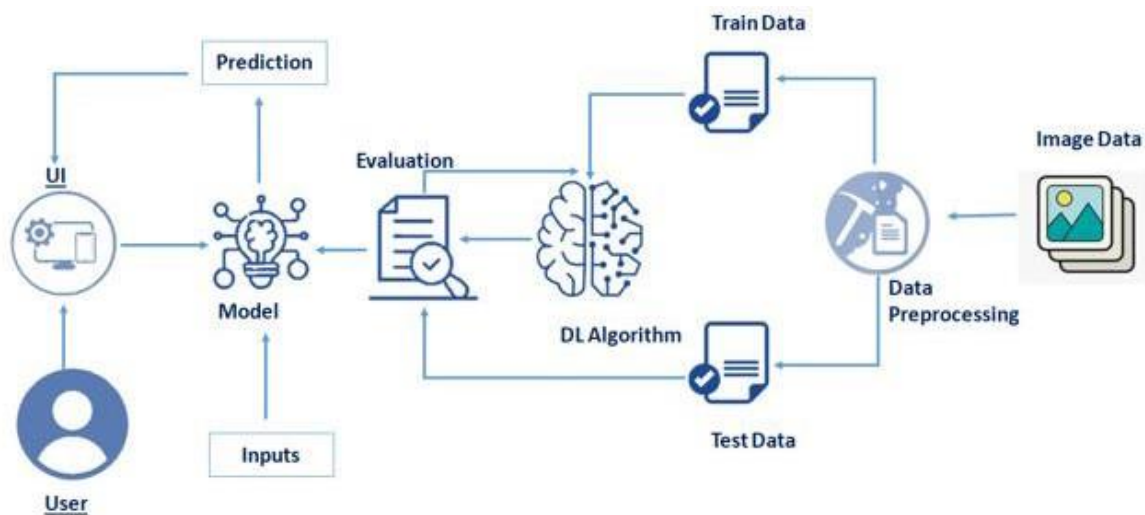 Train Data
Prediction
Image Data
Evaluation
UI
Data
Preprocessing
Model
DL Algorithm
Test Data
Inputs
User